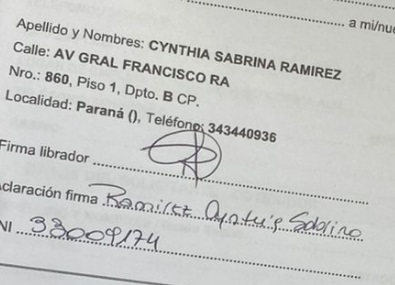 a mi/nu
Apellido y Nombres: CYNTHIA SABRINA RAMIREZ
Calle: AV GRAL FRANCISCO RA
Nro.: 860, Piso 1, Dpto. B CP.
Localidad: Paraná (), Teléfono: 343440936
Firma librador
claración firma Ramirez Cynthia Sabrina
NI 33009174